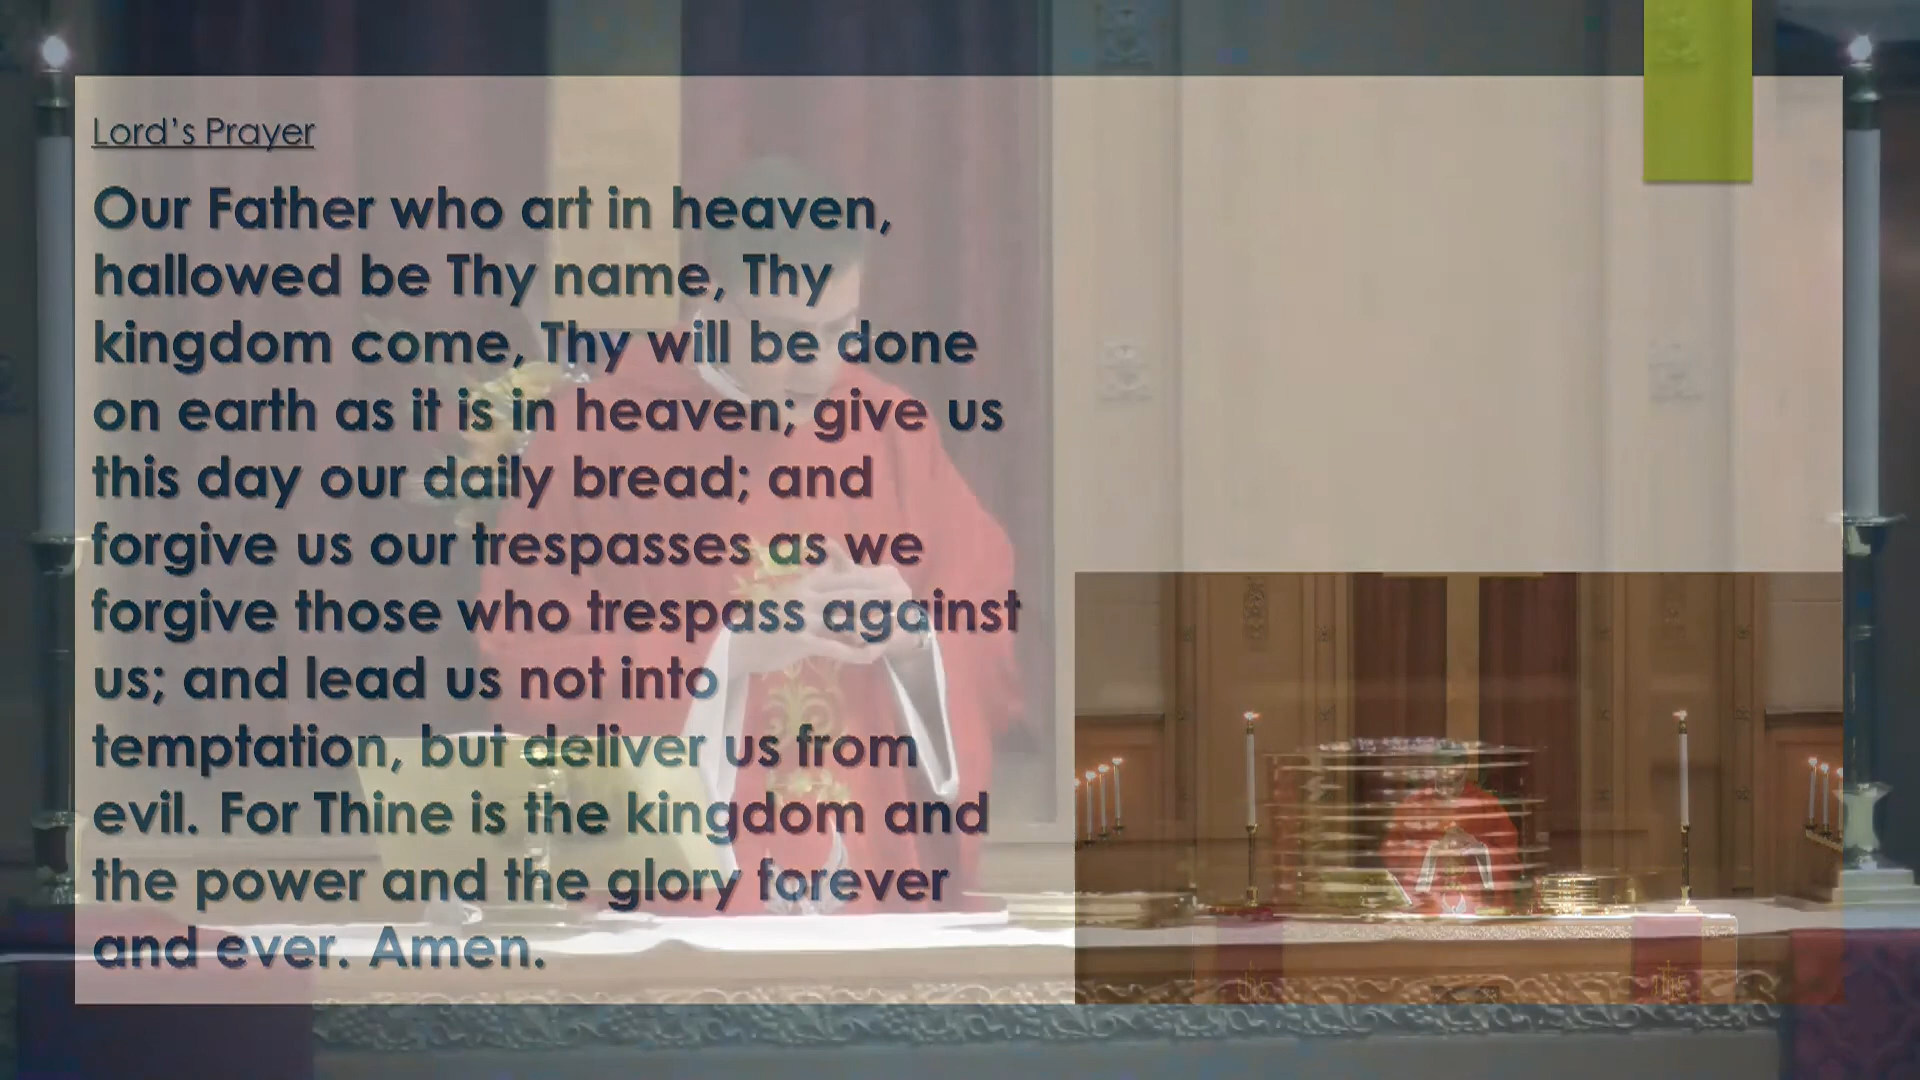 Lord's Prayer
Our Father who art in heaven,
hallowed be Thy name, Thy
kingdom come, Thy will be done
on earth as it is in heaven; give us
this day our daily bread; and
forgive us our trespasses as we
forgive those who trespass against
us; and lead us not into
temptation, but deliver us from
evil. For Thine is the kingdom and
the power and the glory forever
and ever. Amen.